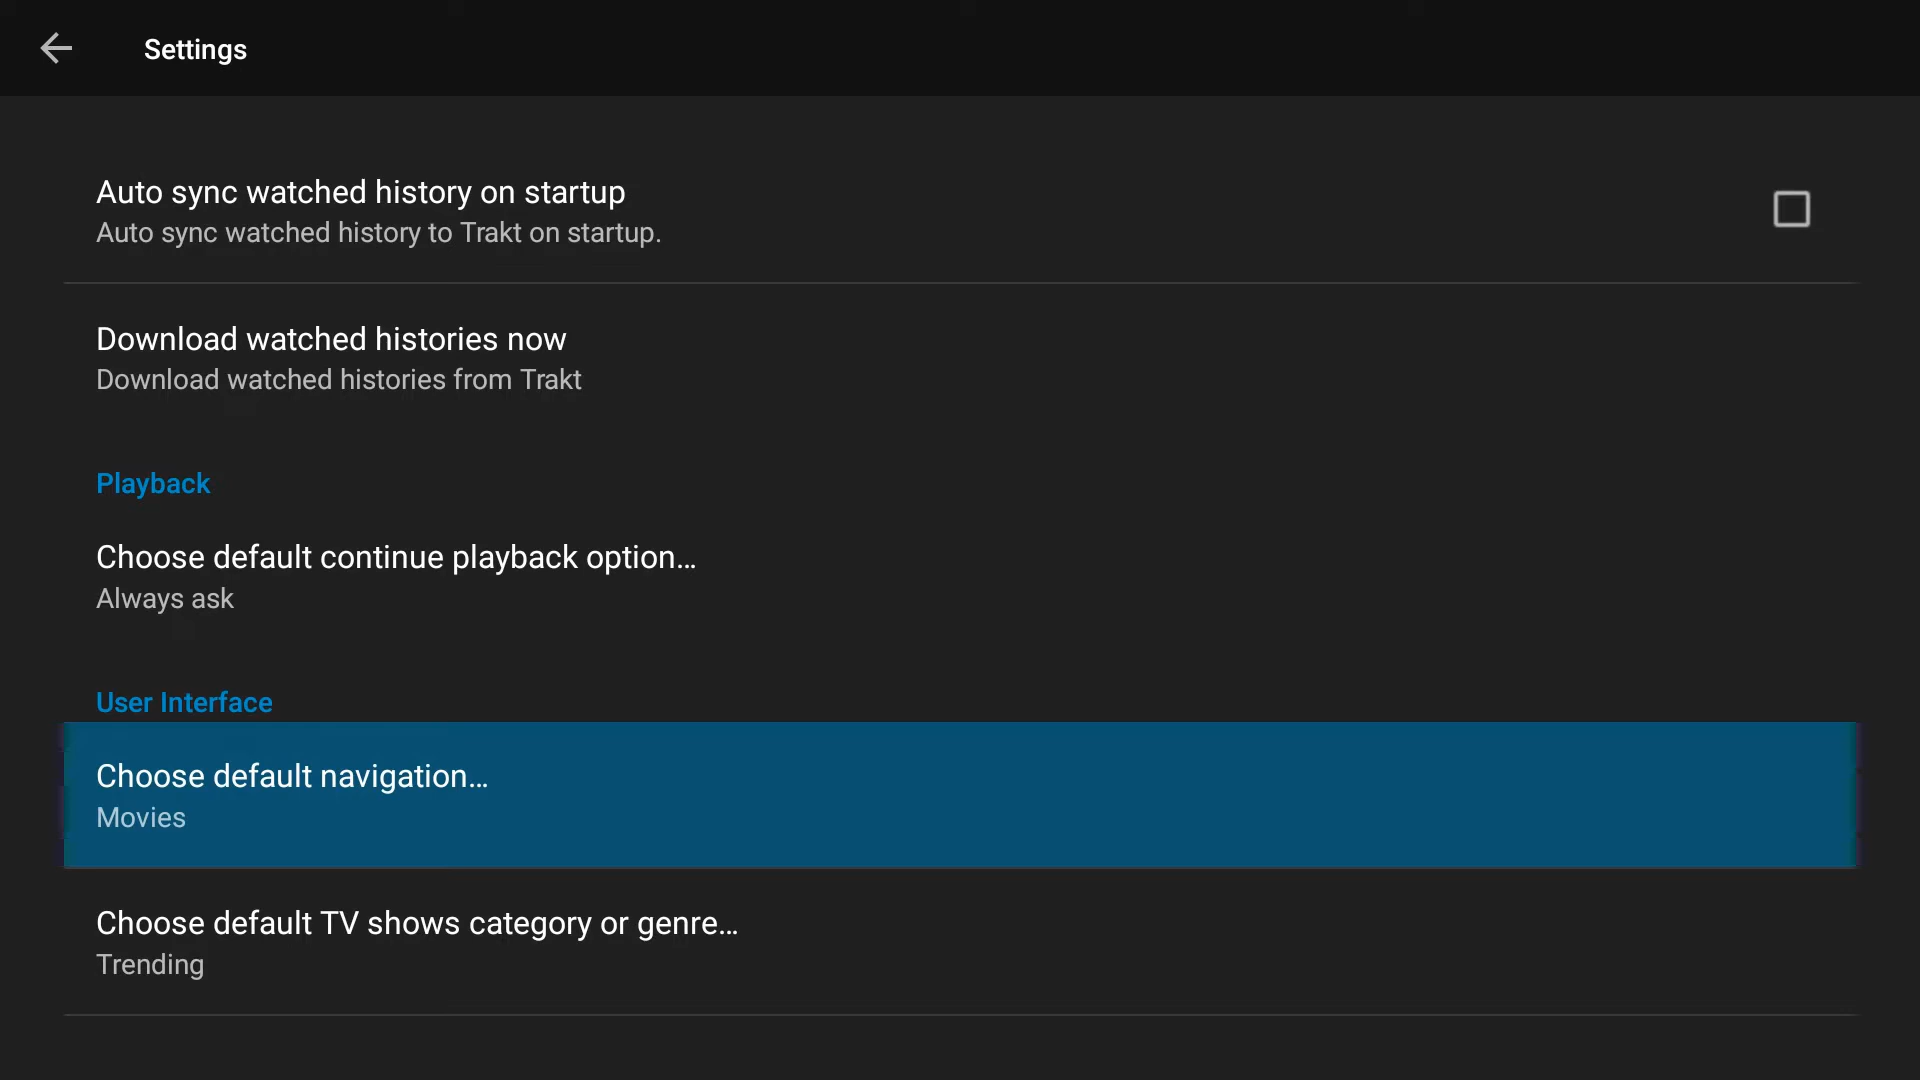 Settings
Auto sync watched history on startup
Auto sync watched history to Trakt on startup.
Download watched histories now
Download watched histories from Trakt
Playback
Choose default continue playback option…
Always ask
User Interface
Choose default navigation…
Movies
Choose default TV shows category or genre…
Trending